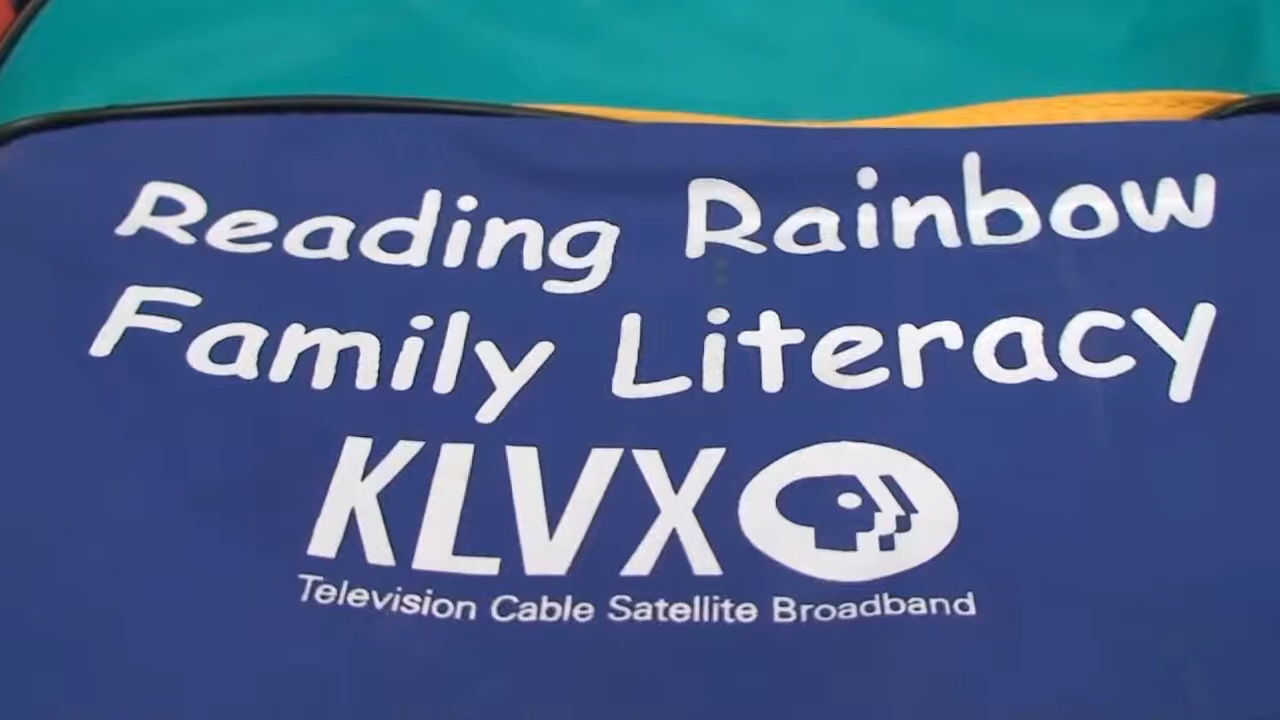 Reading Rainbow
Family Literacy
KLVX
Television Cable Satellite Broadband